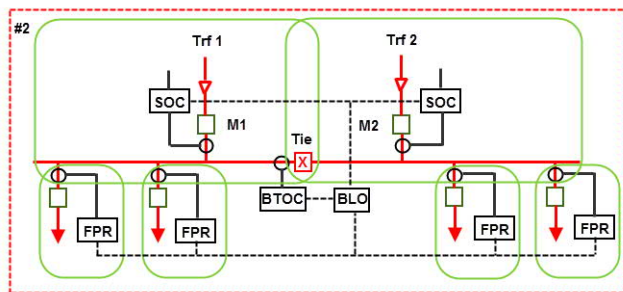 #2
Trf 1
Trf 2
SOC
SOC
M1
M2
Tie
X
BTOC
BLO
FPR
FPR
FPR
FPR